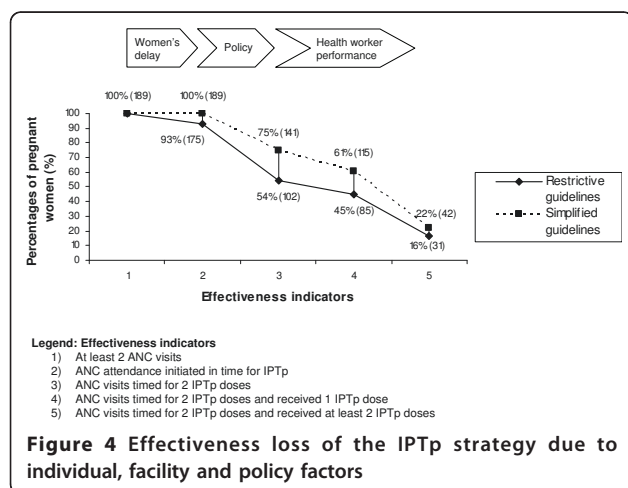 Women's
delay
Policy
Health worker
performance
100% (189)
100% (189)
93% (175)
75% (141)
54% (102)
61% (115)
45% (85)
22% (42)
16% (31)
Percentages of pregnant
women (%)
100
90
80
70
60
50
40
30
20
10
0
1 2 3 4 5
Effectiveness indicators
Restrictive
guidelines
Simplified
guidelines
Legend: Effectiveness indicators
1) At least 2 ANC visits
2) ANC attendance initiated in time for IPTp
3) ANC visits timed for 2 IPTp doses
4) ANC visits timed for 2 IPTp doses and received 1 IPTp dose
5) ANC visits timed for 2 IPTp doses and received at least 2 IPTp doses
Figure 4 Effectiveness loss of the IPTp strategy due to
individual, facility and policy factors